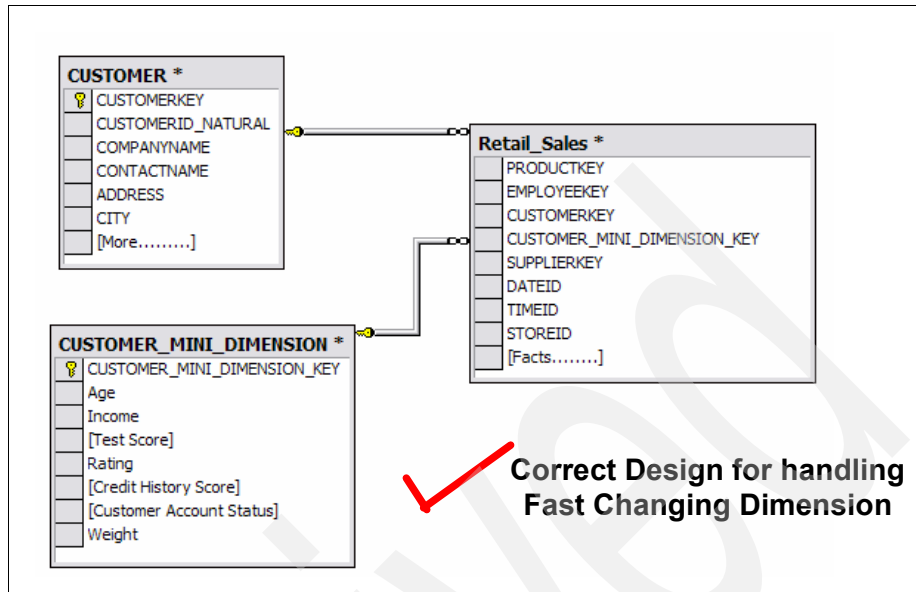 CUSTOMER *
CUSTOMERKEY
CUSTOMERID_NATURAL
COMPANYNAME
CONTACTNAME
ADDRESS
CITY
[More.........]
Retail_Sales *
PRODUCTKEY
EMPLOYEEKEY
CUSTOMERKEY
CUSTOMER_MINI_DIMENSION_KEY
SUPPLIERKEY
DATEID
TIMEID
STOREID
[Facts........]
CUSTOMER_MINI_DIMENSION *
CUSTOMER_MINI_DIMENSION_KEY
Age
Income
[Test Score]
Rating
[Credit History Score]
[Customer Account Status]
Weight
Correct Design for handling
Fast Changing Dimension